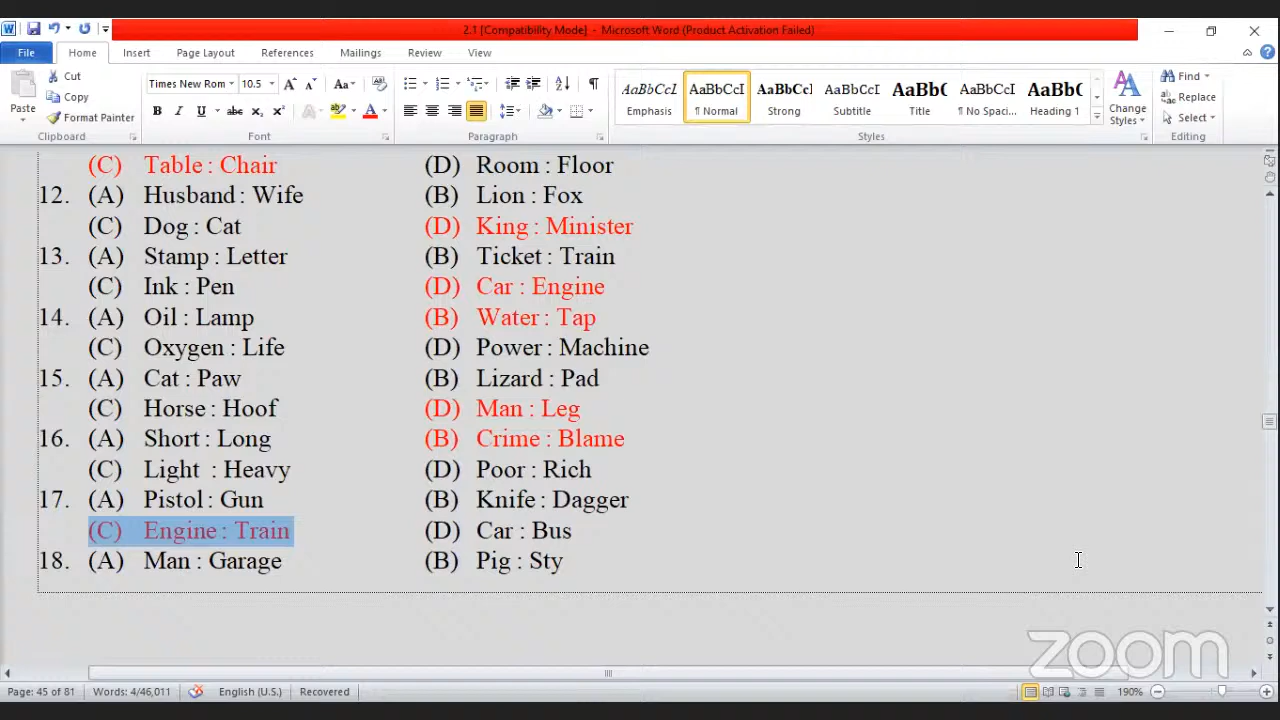 2.1 [Compatibility Mode] - Microsoft Word (Product Activation Failed)
File Home Insert Page Layout References Mailings Review View
Paste
Cut
Copy
Format Painter
Clipboard
Times New Rom 10.5
Font
Paragraph
AaBbCcI Emphasis
AaBbCcI ¶ Normal
AaBbCcI Strong
AaBbCcI Subtitle
AaBb( Title
AaBbCcI ¶ No Spaci...
AaBb( Heading 1
Change Styles
Styles
Find
Replace
Select
Editing
(C) Table : Chair (D) Room : Floor
12. (A) Husband : Wife (B) Lion : Fox
(C) Dog : Cat (D) King : Minister
13. (A) Stamp : Letter (B) Ticket : Train
(C) Ink : Pen (D) Car : Engine
14. (A) Oil : Lamp (B) Water : Tap
(C) Oxygen : Life (D) Power : Machine
15. (A) Cat : Paw (B) Lizard : Pad
(C) Horse : Hoof (D) Man : Leg
16. (A) Short : Long (B) Crime : Blame
(C) Light : Heavy (D) Poor : Rich
17. (A) Pistol : Gun (B) Knife : Dagger
(C) Engine : Train (D) Car : Bus
18. (A) Man : Garage (B) Pig : Sty
zoom
Page: 45 of 81 Words: 4/46,011 English (U.S.) Recovered 190%